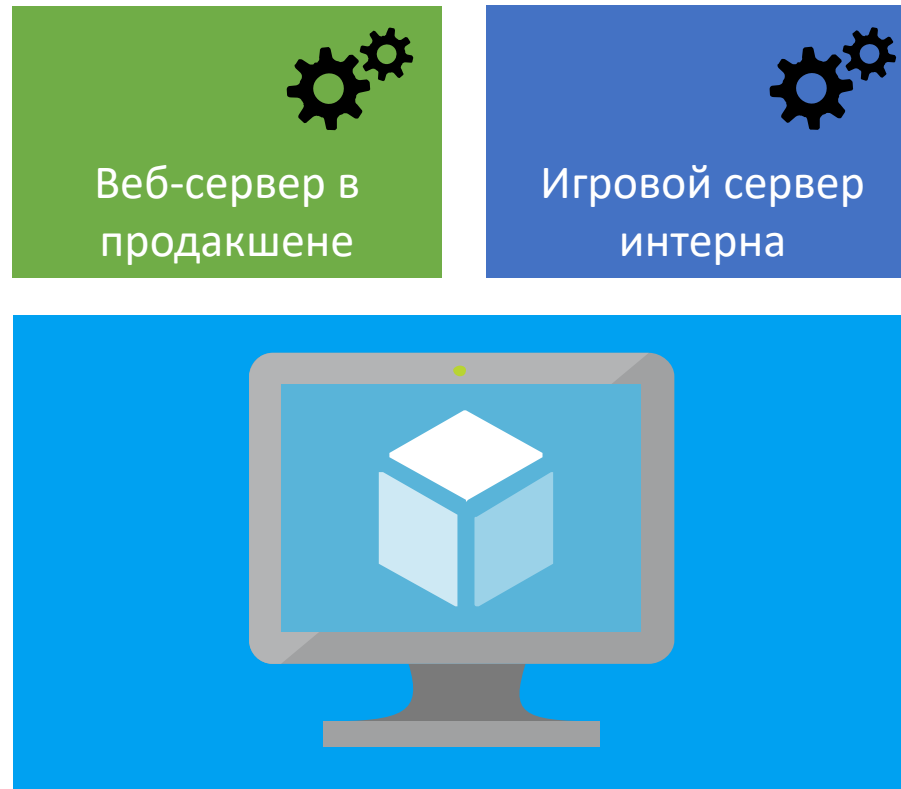 Веб-сервер в
продакшене
Игровой сервер
интерна